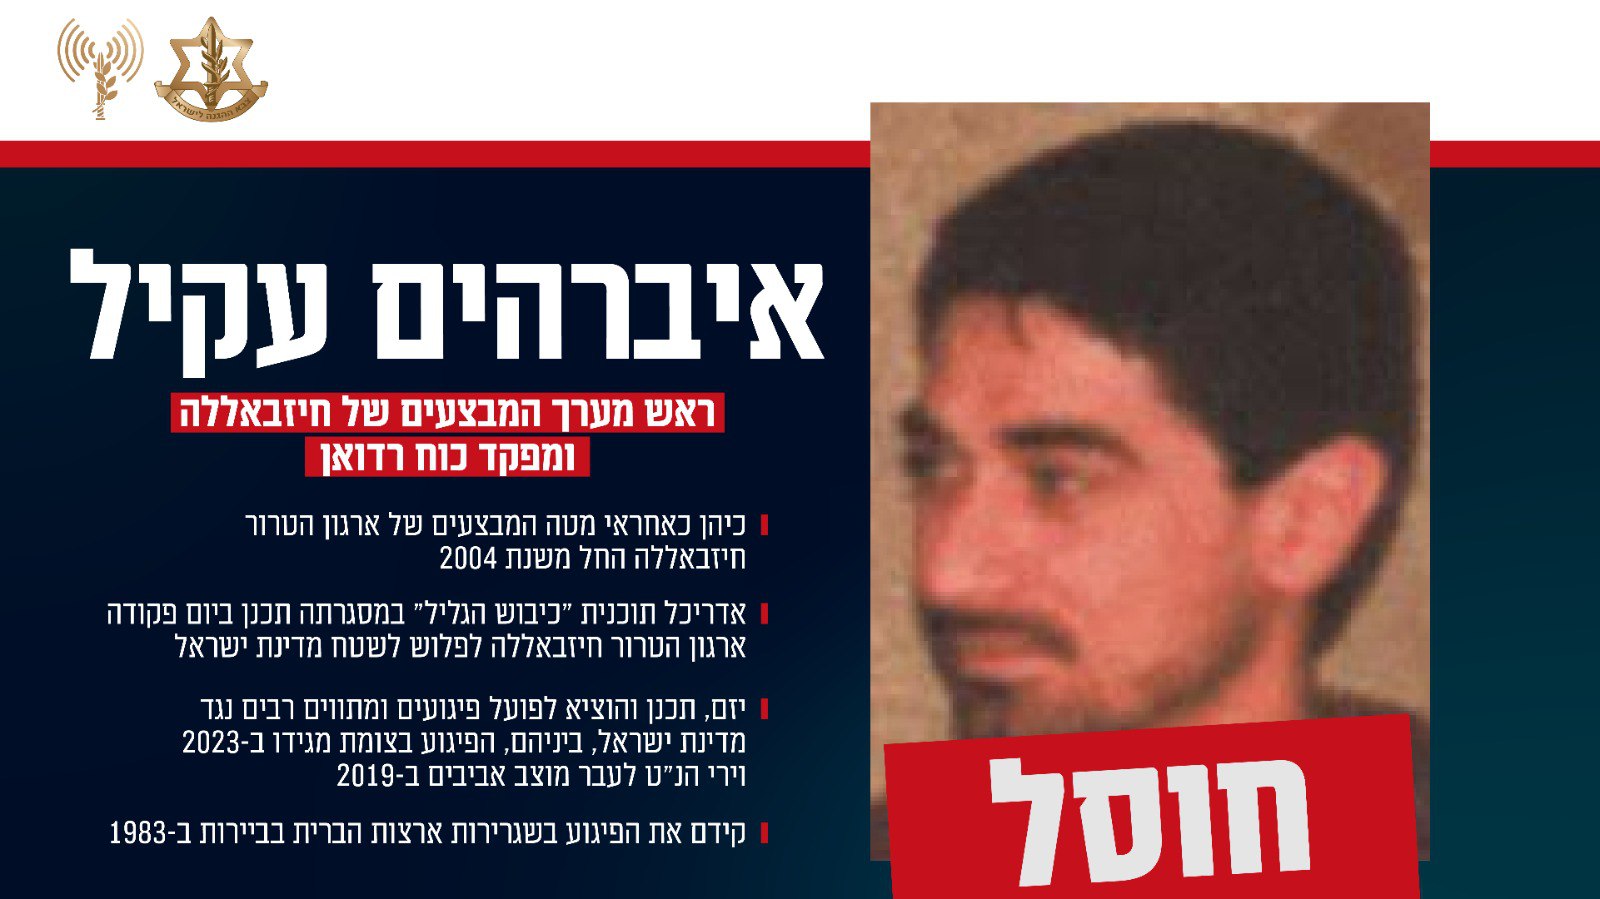 צבא ההגנה לישראל
איברהים עקיל
ראש מערך המבצעים של חיזבאללה
ומפקד כוח רדואן
כיהן כאחראי מטה המבצעים של ארגון הטרור
חיזבאללה החל משנת 2004
אדריכל תוכנית "כיבוש הגליל" במסגרתה תכנן ביום פקודה
ארגון הטרור חיזבאללה לפלוש לשטח מדינת ישראל
יזם, תכנן והוציא לפועל פיגועים ומתווים רבים נגד
מדינת ישראל, ביניהם, הפיגוע בצומת מגידו ב-2023
וירי הנ"ט לעבר מוצב אביבים ב-2019
קידם את הפיגוע בשגרירות ארצות הברית בביירות ב-1983
חוסל